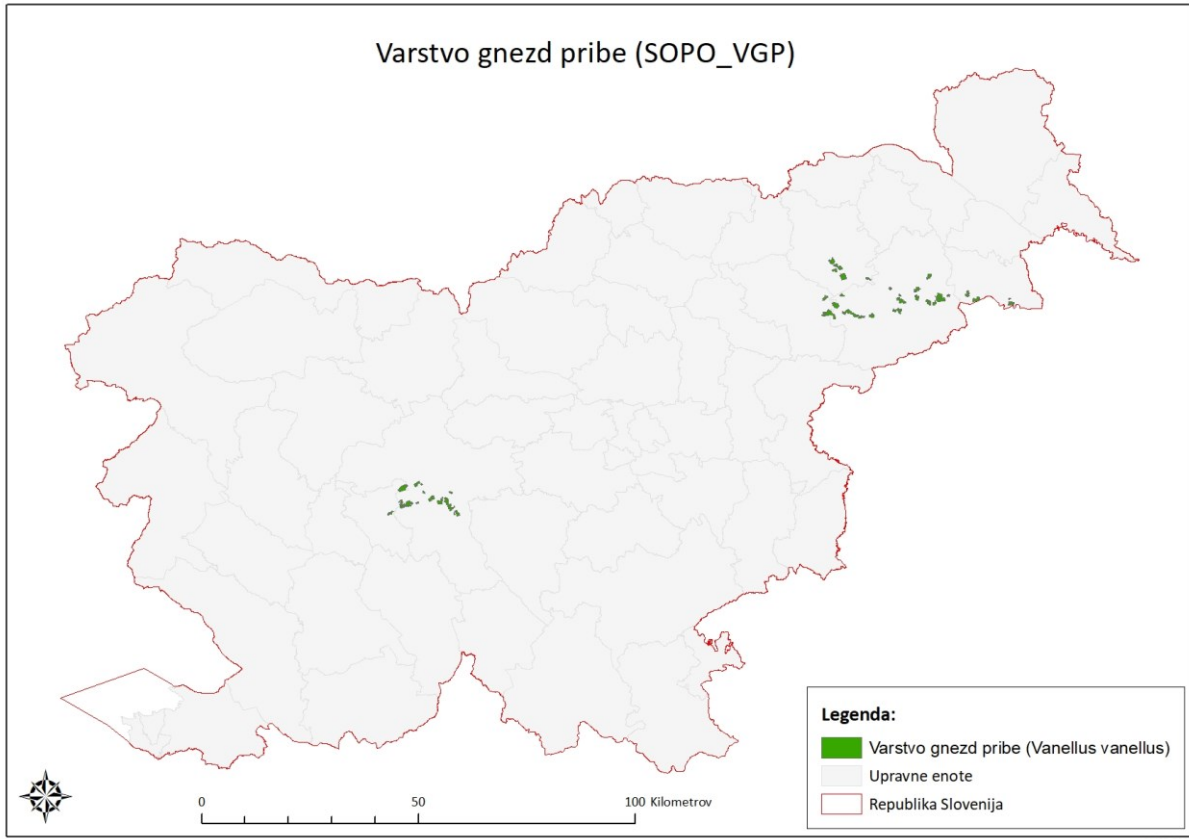 Varstvo gnezd pribe (SOPO_VGP)
Legenda:
Varstvo gnezd pribe (Vanellus vanellus)
Upravne enote
Republika Slovenija
0 50 100 Kilometrov